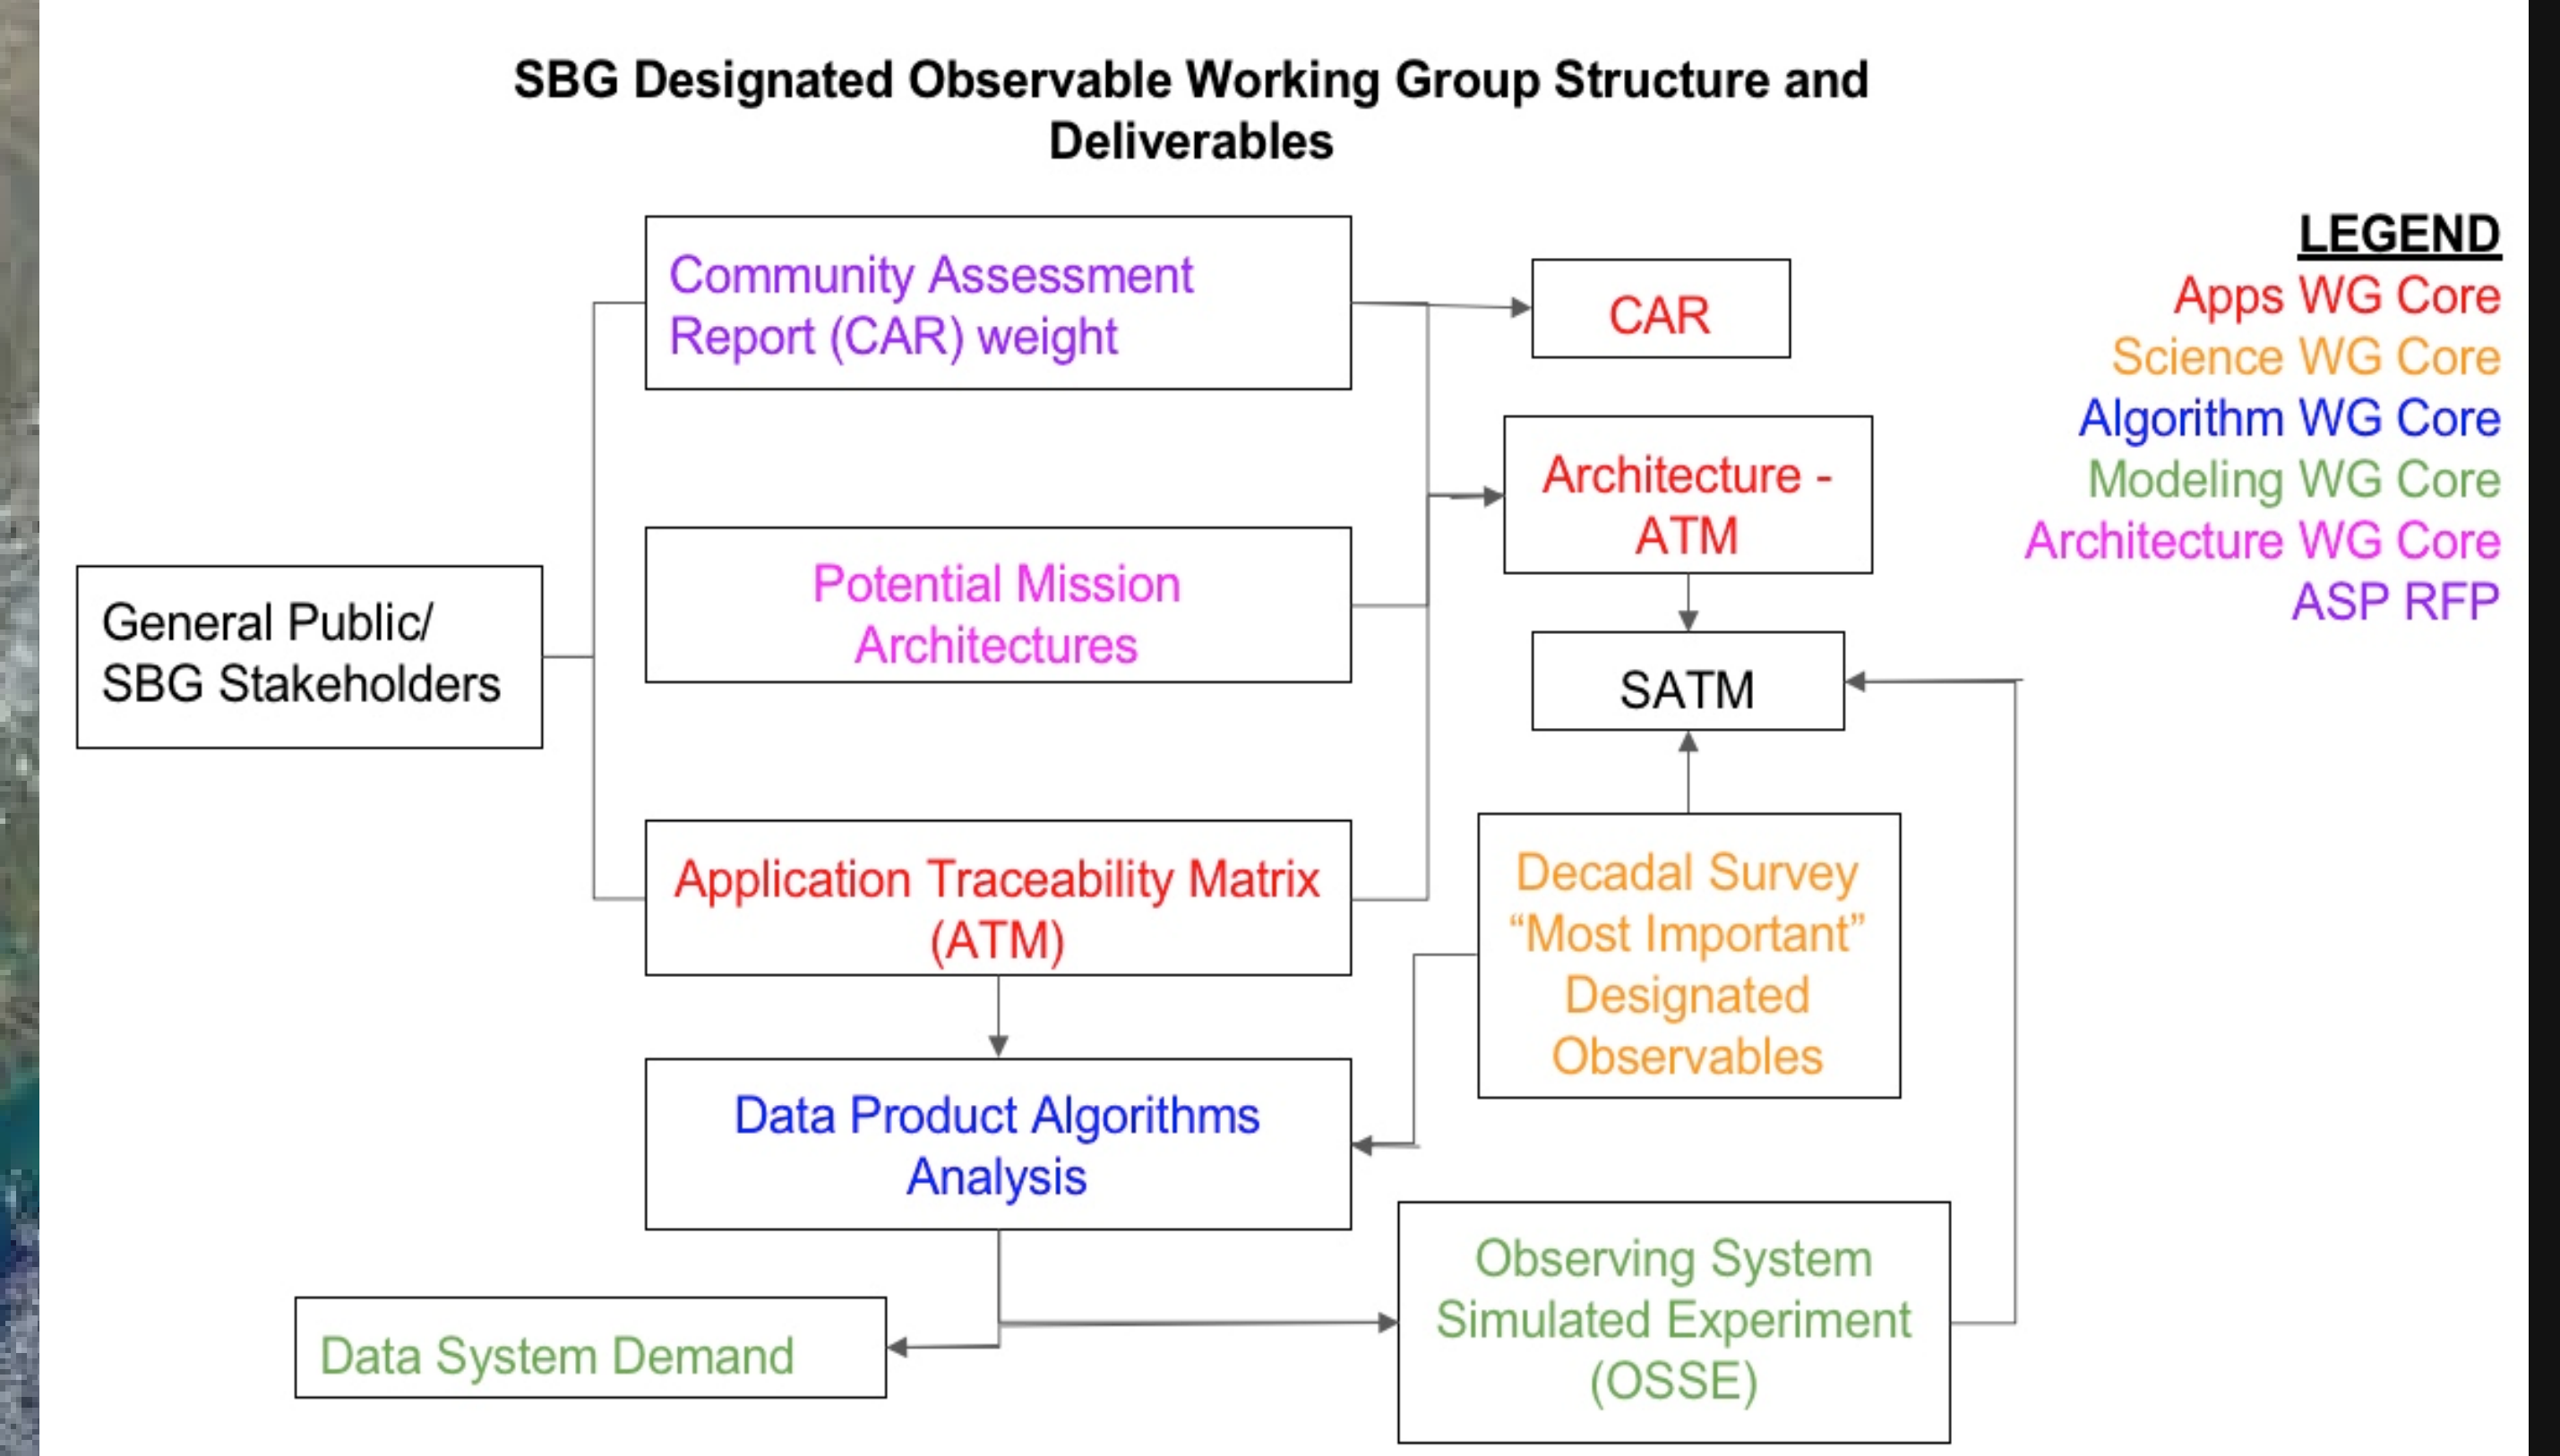 SBG Designated Observable Working Group Structure and
Deliverables
Community Assessment
Report (CAR) weight
CAR
LEGEND
Apps WG Core
Science WG Core
Algorithm WG Core
Modeling WG Core
Architecture WG Core
ASP RFP
Architecture -
ATM
Potential Mission
Architectures
General Public/
SBG Stakeholders
SATM
Application Traceability Matrix
(ATM)
Decadal Survey
“Most Important”
Designated
Observables
Data Product Algorithms
Analysis
Observing System
Simulated Experiment
(OSSE)
Data System Demand